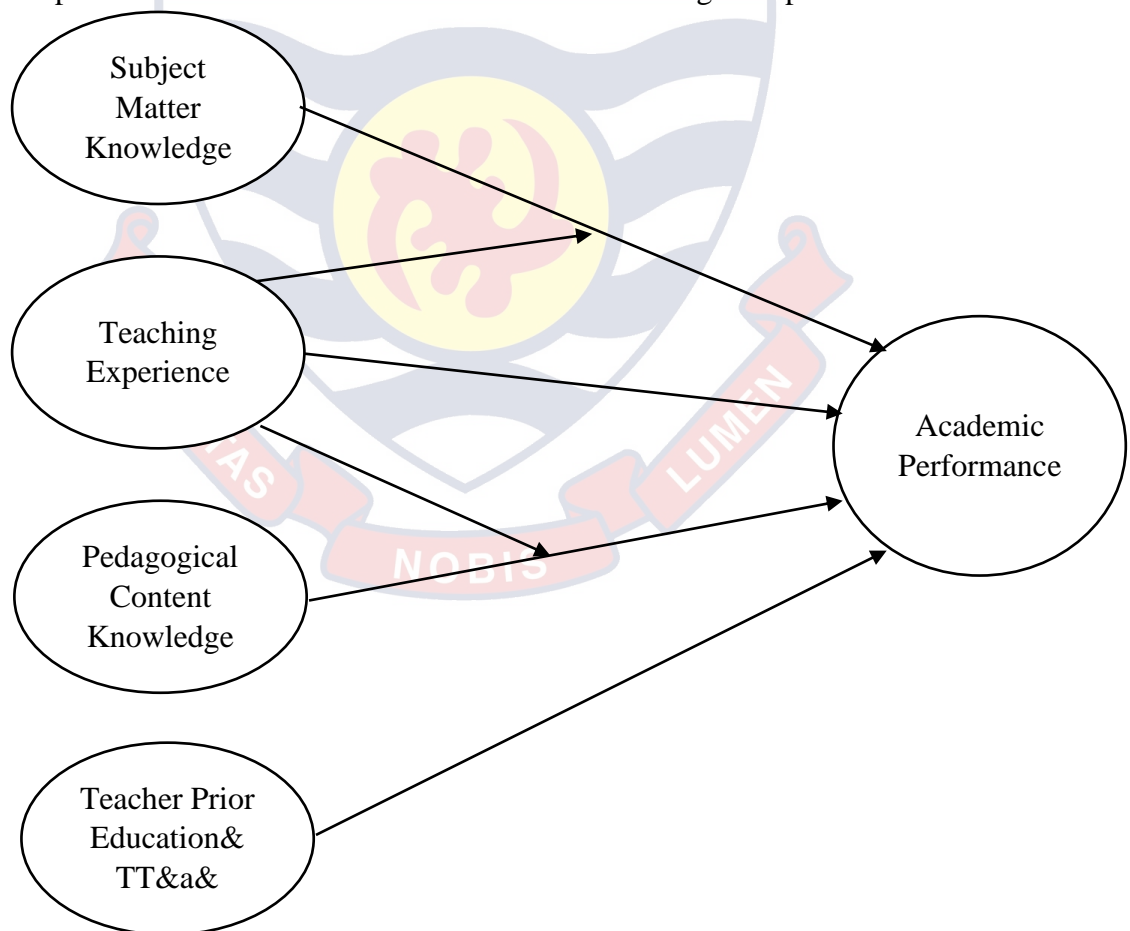 Subject
Matter
Knowledge
Teaching
Experience
Pedagogical
Content
Knowledge
Teacher Prior
Education&
TT&a&
Academic
Performance
NOBIS
LUMEN